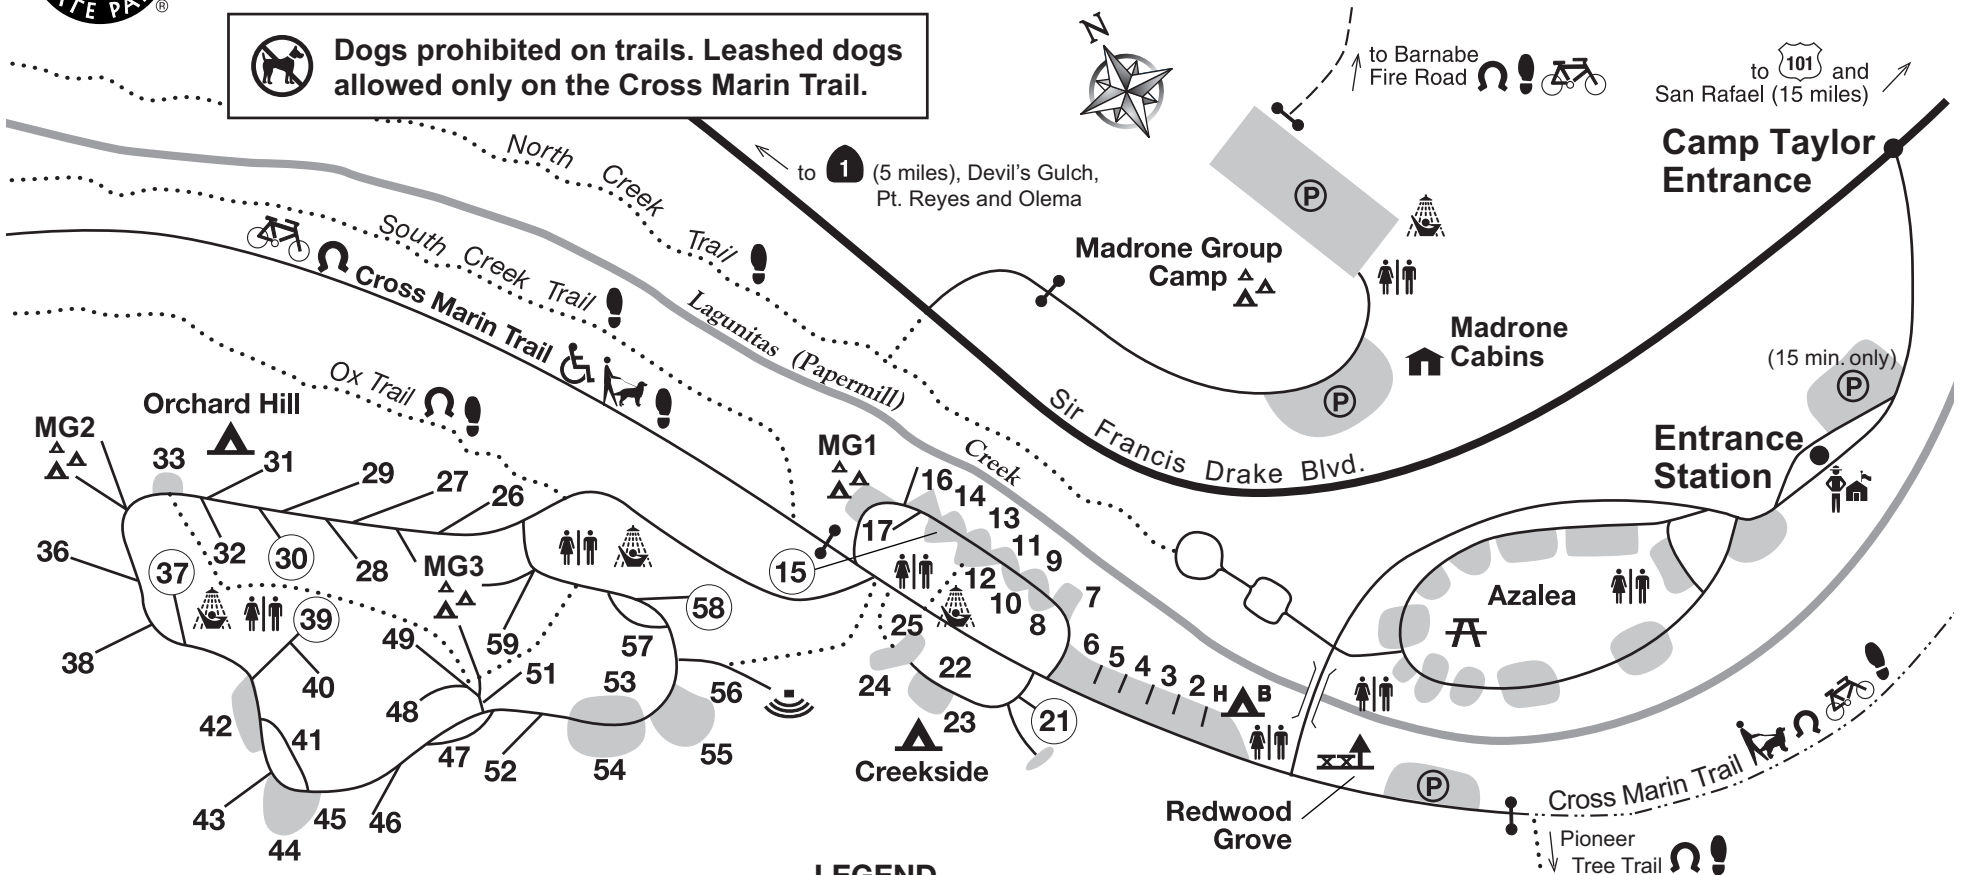 TE PA
®
Dogs prohibited on trails. Leashed dogs
allowed only on the Cross Marin Trail.
N
to Barnabe
Fire Road
to 101 and
San Rafael (15 miles)
Camp Taylor
Entrance
to 1 (5 miles), Devil's Gulch,
Pt. Reyes and Olema
North Creek Trail
South Creek Trail
Cross Marin Trail
Lagunitas (Papermill) Creek
Ox Trail
P
Madrone Group
Camp
Madrone
Cabins
P
Sir Francis Drake Blvd.
(15 min. only)
P
Entrance
Station
Orchard Hill
MG2
33
31
29
27
26
36
37
32
30
28
MG3
38
39
40
49
59
51
58
57
53
56
42
41
48
47
52
54
55
43
44
45
46
MG1
16
14
13
11
9
7
17
15
12
10
8
25
22
24
23
21
Creekside
6
5
4
3
2
H B
Azalea
Redwood
Grove
P
Cross Marin Trail
Pioneer
Tree Trail
LEGEND